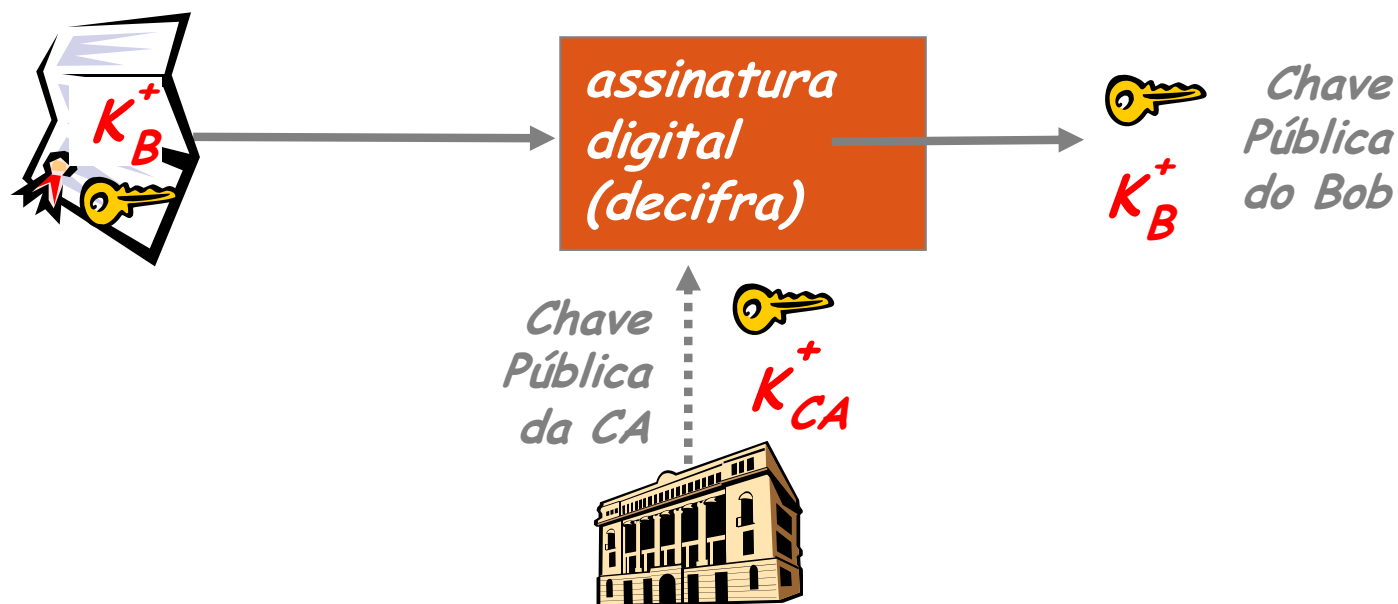 K+B
assinatura
digital
(decifra)
Chave
Pública
do Bob
K+B
Chave
Pública
da CA
K+CA